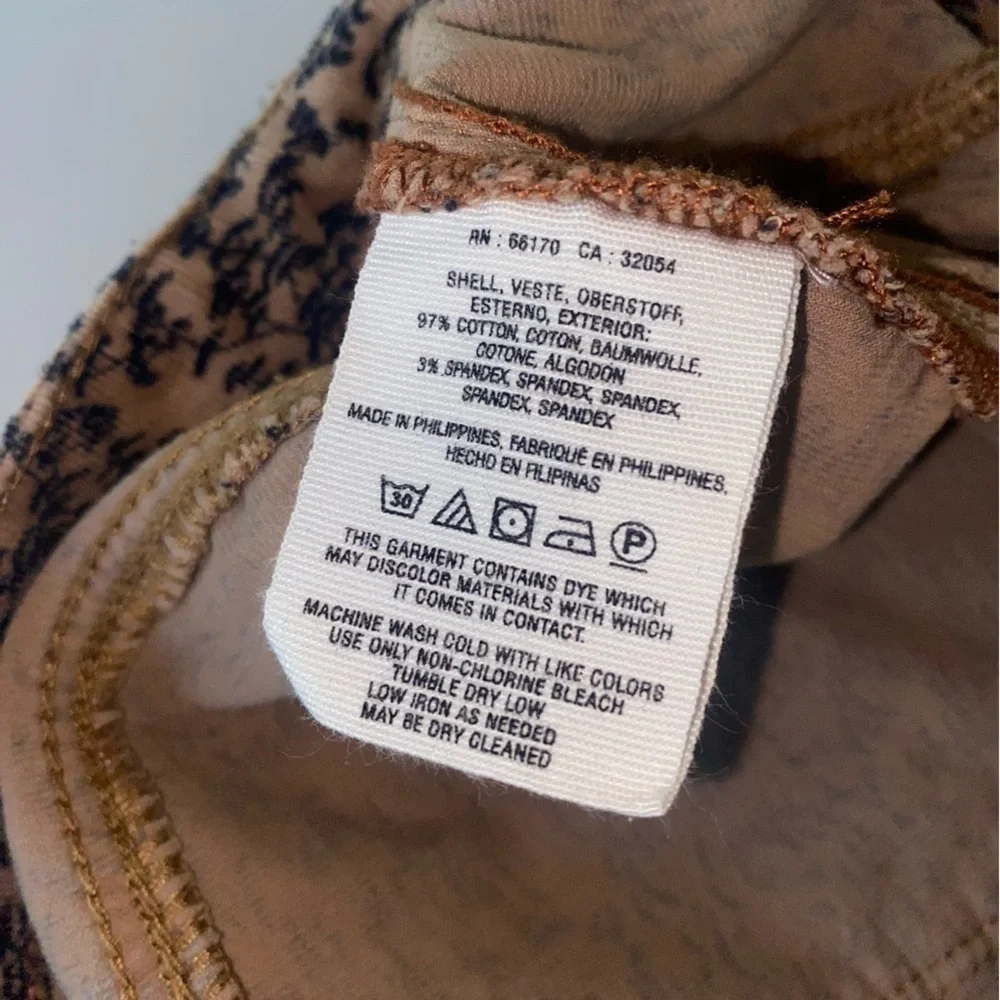 RN : 66170 CA : 32054
SHELL, VESTE, OBERSTOFF,
ESTERNO, EXTERIOR:
97% COTTON, COTON, BAUMWOLLE,
COTONE, ALGODON
3% SPANDEX, SPANDEX, SPANDEX,
SPANDEX, SPANDEX
MADE IN PHILIPPINES, FABRIQUÉ EN PHILIPPINES,
HECHO EN FILIPINAS
30 P
THIS GARMENT CONTAINS DYE WHICH
MAY DISCOLOR MATERIALS WITH WHICH
IT COMES IN CONTACT.
MACHINE WASH COLD WITH LIKE COLORS
USE ONLY NON-CHLORINE BLEACH
TUMBLE DRY LOW
LOW IRON AS NEEDED
MAY BE DRY CLEANED